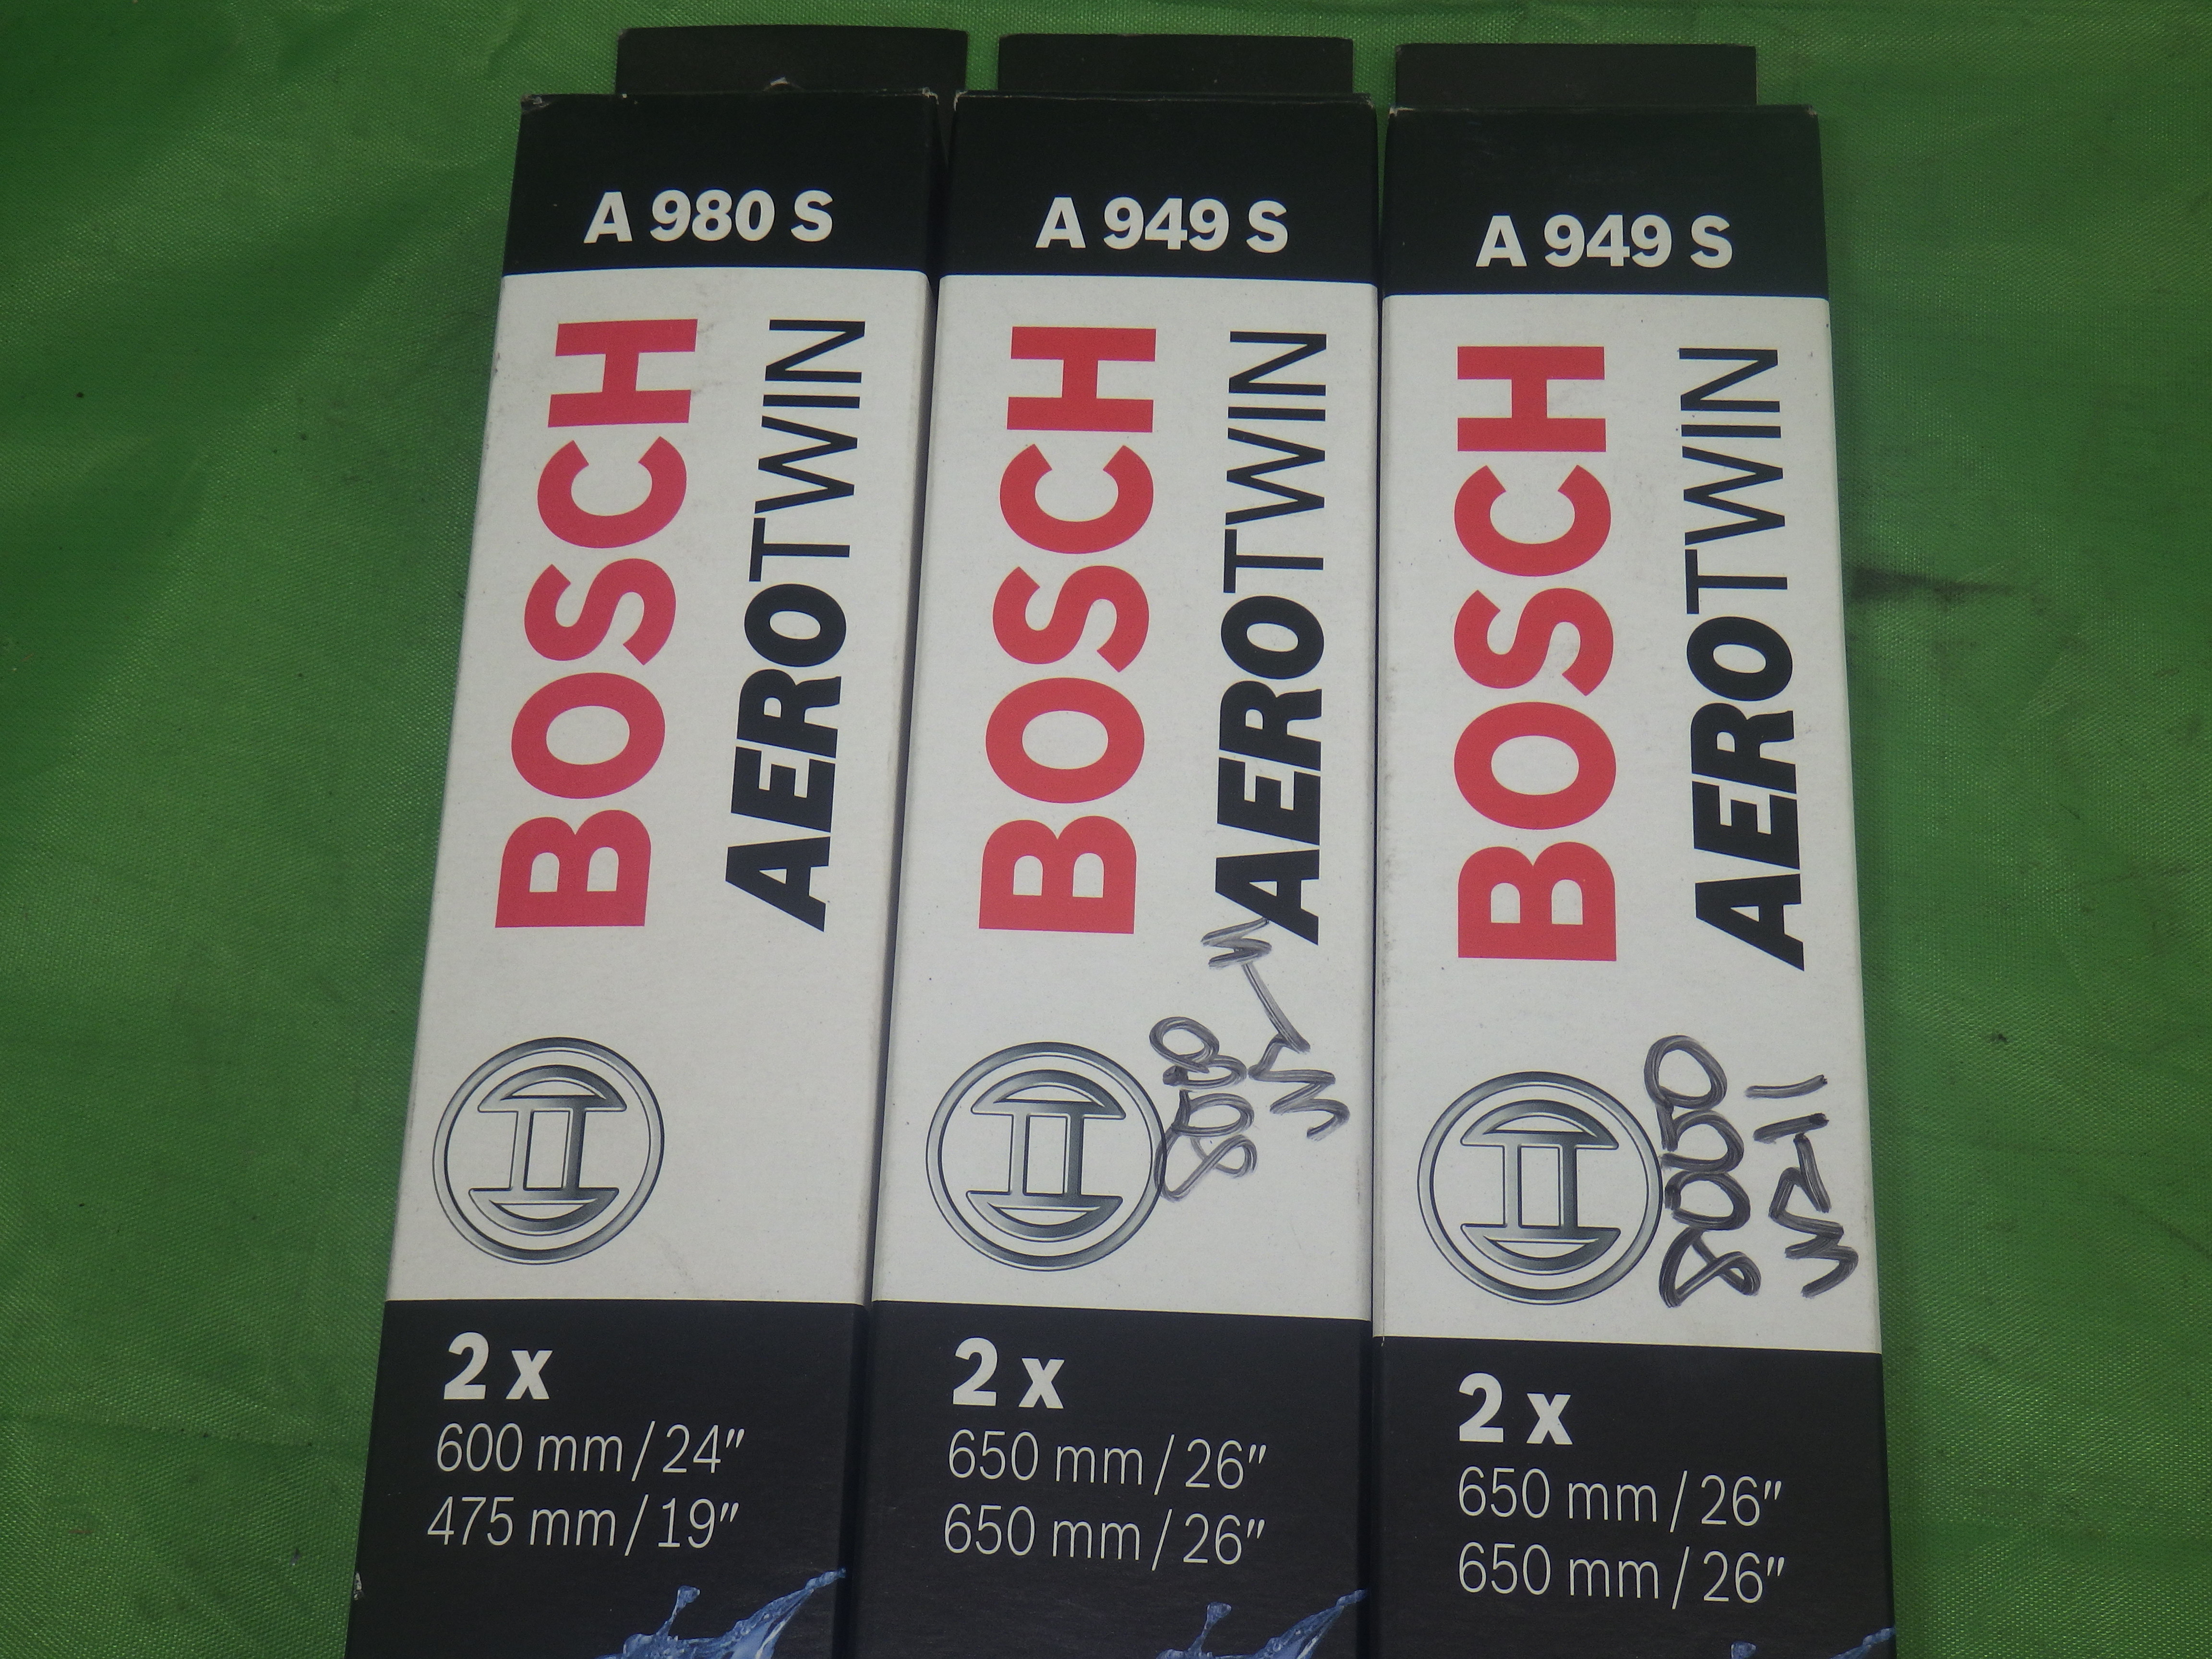 A 980 S
BOSCH
AEROTWIN
2 x
600 mm / 24"
475 mm / 19"
A 949 S
BOSCH
AEROTWIN
2 x
650 mm / 26"
650 mm / 26"
A 949 S
BOSCH
AEROTWIN
2 x
650 mm / 26"
650 mm / 26"